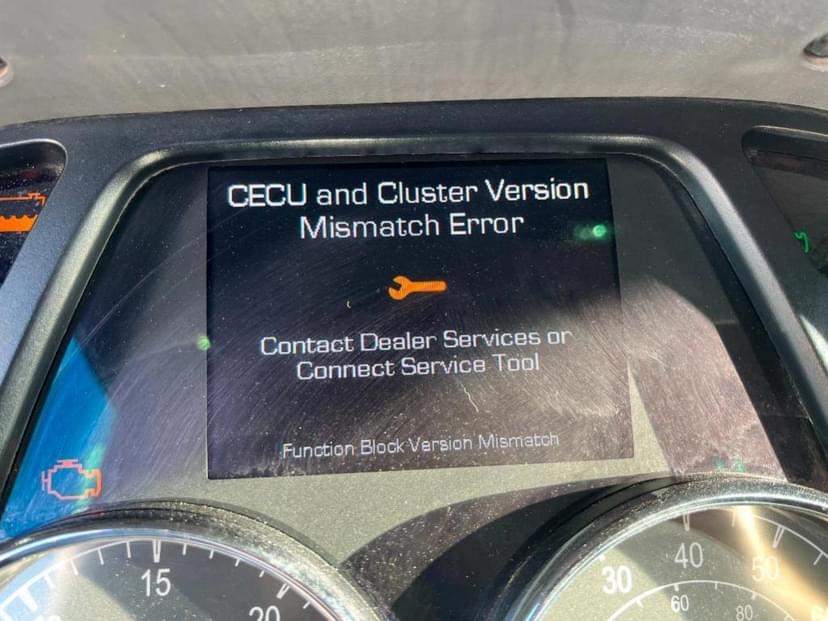 CECU and Cluster Version
Mismatch Error
Contact Dealer Services or
Connect Service Tool
Function Block Version Mismatch
15
20
30
40
50
60
80